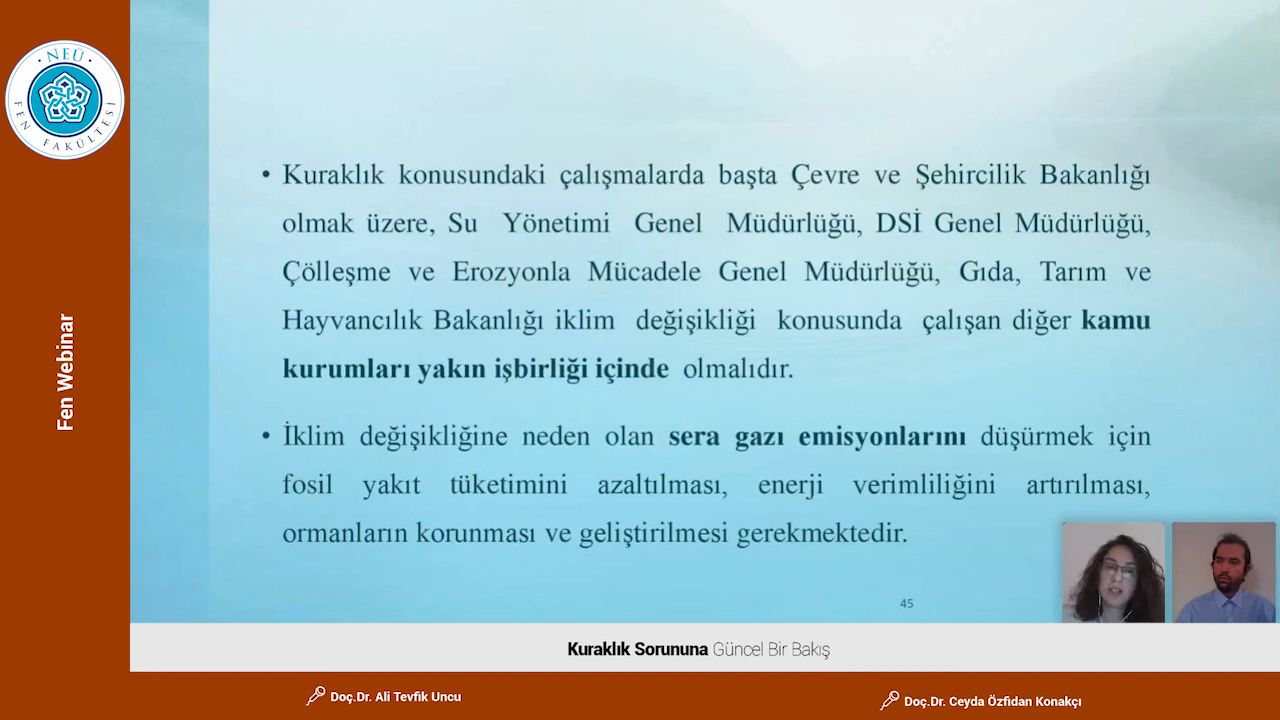 NEÜ
FEN FAKÜLTESİ
Fen Webinar
• Kuraklık konusundaki çalışmalarda başta Çevre ve Şehircilik Bakanlığı
olmak üzere, Su Yönetimi Genel Müdürlüğü, DSİ Genel Müdürlüğü,
Çölleşme ve Erozyonla Mücadele Genel Müdürlüğü, Gıda, Tarım ve
Hayvancılık Bakanlığı iklim değişikliği konusunda çalışan diğer kamu
kurumları yakın işbirliği içinde olmalıdır.
• İklim değişikliğine neden olan sera gazı emisyonlarını düşürmek için
fosil yakıt tüketimini azaltılması, enerji verimliliğini artırılması,
ormanların korunması ve geliştirilmesi gerekmektedir.
45
Kuraklık Sorununa Güncel Bir Bakış
Doç.Dr. Ali Tevfik Uncu
Doç.Dr. Ceyda Özfidan Konakçı